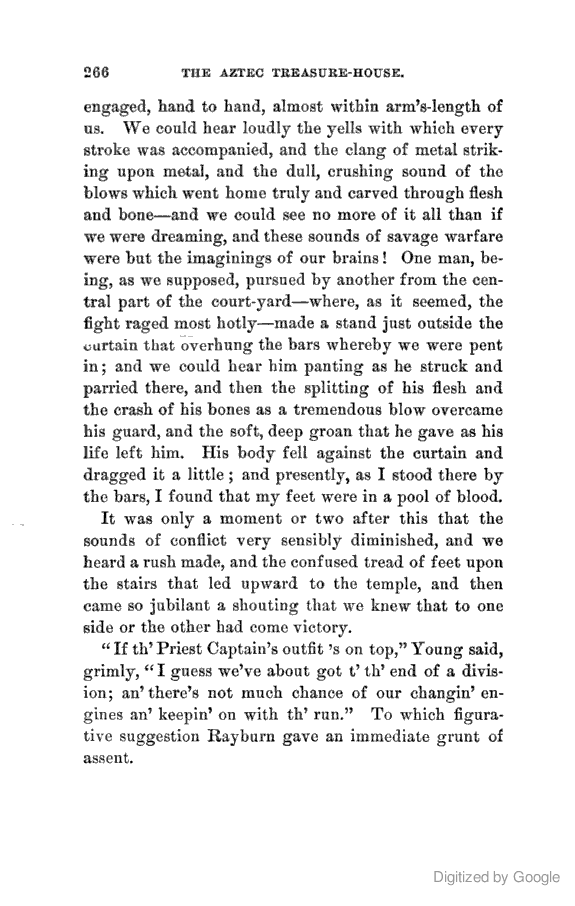 266 THE AZTEC TREASURE-HOUSE.
engaged, hand to hand, almost within arm's-length of
us. We could hear loudly the yells with which every
stroke was accompanied, and the clang of metal strik-
ing upon metal, and the dull, crushing sound of the
blows which went home truly and carved through flesh
and bone—and we could see no more of it all than if
we were dreaming, and these sounds of savage warfare
were but the imaginings of our brains! One man, be-
ing, as we supposed, pursued by another from the cen-
tral part of the court-yard—where, as it seemed, the
fight raged most hotly—made a stand just outside the
curtain that overhung the bars whereby we were pent
in; and we could hear him panting as he struck and
parried there, and then the splitting of his flesh and
the crash of his bones as a tremendous blow overcame
his guard, and the soft, deep groan that he gave as his
life left him. His body fell against the curtain and
dragged it a little; and presently, as I stood there by
the bars, I found that my feet were in a pool of blood.
It was only a moment or two after this that the
sounds of conflict very sensibly diminished, and we
heard a rush made, and the confused tread of feet upon
the stairs that led upward to the temple, and then
came so jubilant a shouting that we knew that to one
side or the other had come victory.
"If th' Priest Captain's outfit 's on top," Young said,
grimly, "I guess we've about got t' th' end of a divis-
ion; an' there's not much chance of our changin' en-
gines an' keepin' on with th' run." To which figura-
tive suggestion Rayburn gave an immediate grunt of
assent.
Digitized by Google